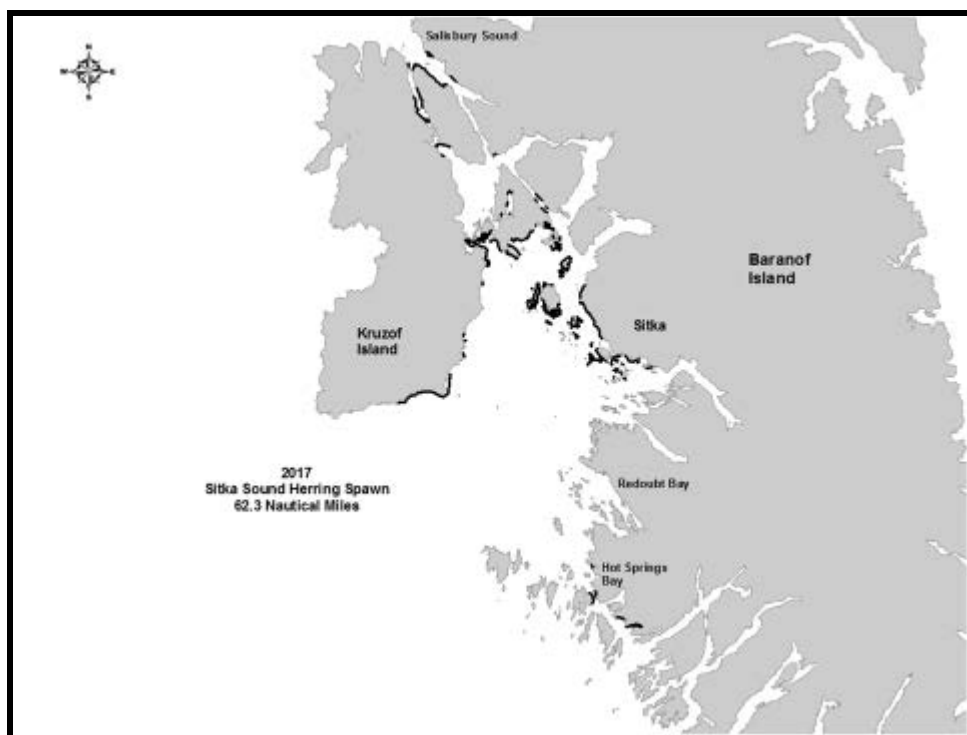 Salisbury Sound
N
W
E
S
Baranof
Island
Sitka
Kruzof
Island
2017
Sitka Sound Herring Spawn
62.3 Nautical Miles
Redoubt Bay
Hot Springs
Bay